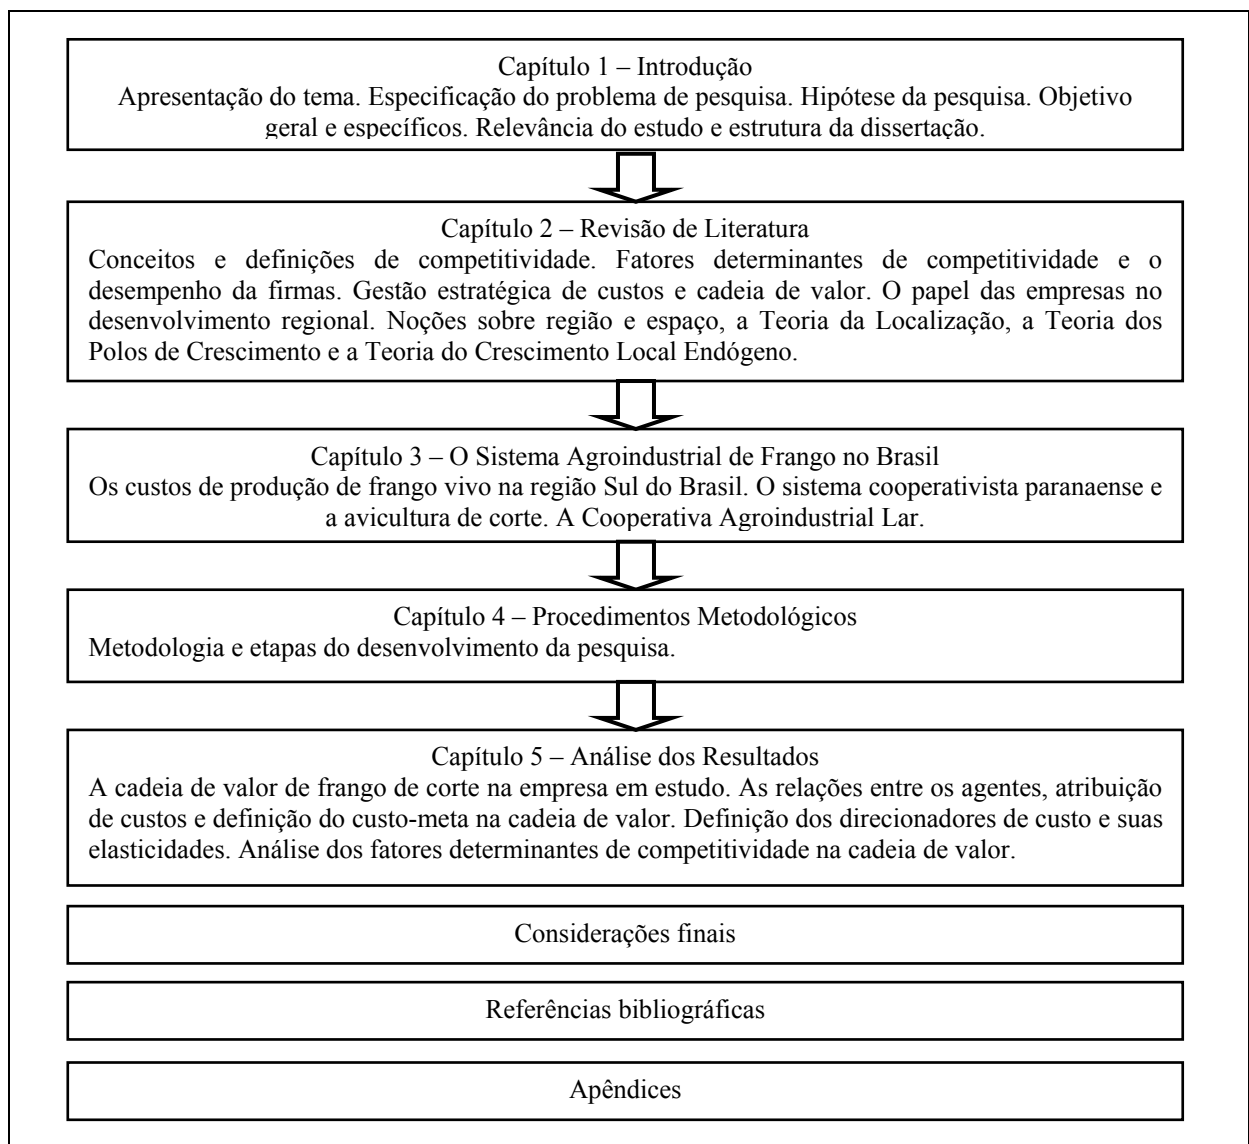 Capítulo 1 – Introdução
Apresentação do tema. Especificação do problema de pesquisa. Hipótese da pesquisa. Objetivo
geral e específicos. Relevância do estudo e estrutura da dissertação.
Capítulo 2 – Revisão de Literatura
Conceitos e definições de competitividade. Fatores determinantes de competitividade e o
desempenho da firmas. Gestão estratégica de custos e cadeia de valor. O papel das empresas no
desenvolvimento regional. Noções sobre região e espaço, a Teoria da Localização, a Teoria dos
Polos de Crescimento e a Teoria do Crescimento Local Endógeno.
Capítulo 3 – O Sistema Agroindustrial de Frango no Brasil
Os custos de produção de frango vivo na região Sul do Brasil. O sistema cooperativista paranaense e
a avicultura de corte. A Cooperativa Agroindustrial Lar.
Capítulo 4 – Procedimentos Metodológicos
Metodologia e etapas do desenvolvimento da pesquisa.
Capítulo 5 – Análise dos Resultados
A cadeia de valor de frango de corte na empresa em estudo. As relações entre os agentes, atribuição
de custos e definição do custo-meta na cadeia de valor. Definição dos direcionadores de custo e suas
elasticidades. Análise dos fatores determinantes de competitividade na cadeia de valor.
Considerações finais
Referências bibliográficas
Apêndices